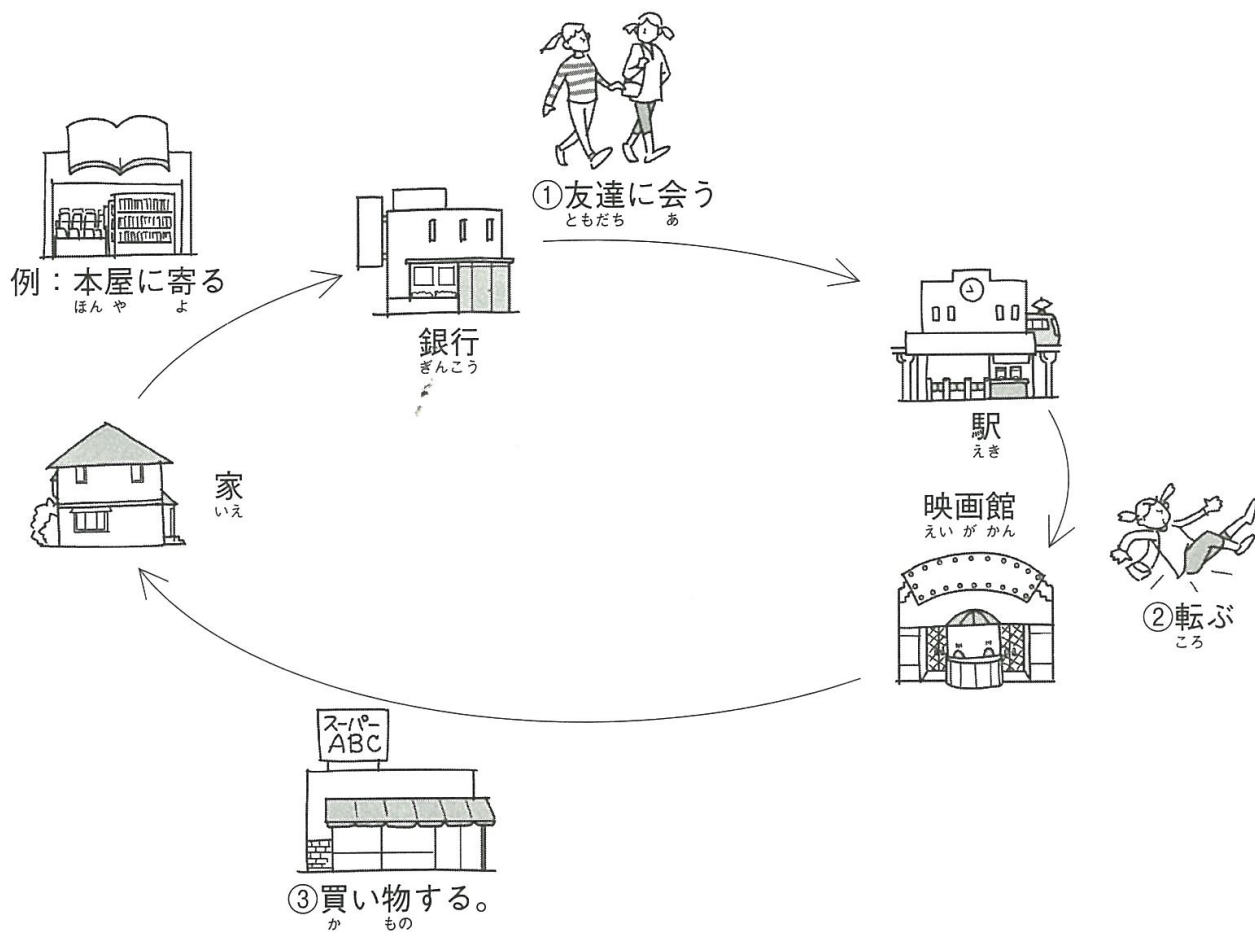 ①友達に会う
ともだち あ
例：本屋に寄る
ほん や よ
銀行
ぎんこう
駅
えき
家
いえ
映画館
えい が かん
②転ぶ
ころ
スーパー
ABC
③買い物する。
か もの